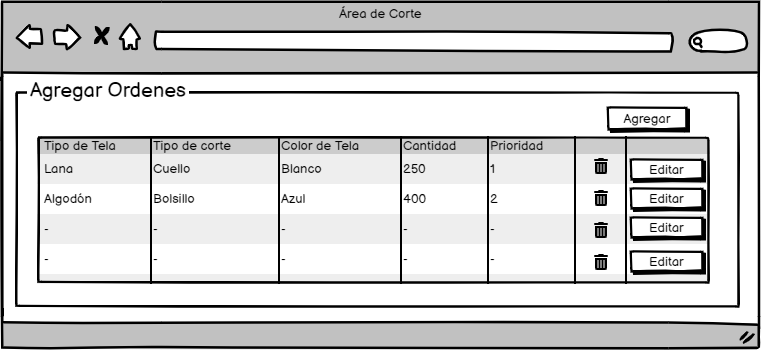 Área de Corte
Agregar Ordenes
Agregar
Tipo de Tela Tipo de corte Color de Tela Cantidad Prioridad
Lana Cuello Blanco 250 1 Editar
Algodón Bolsillo Azul 400 2 Editar
- - - - - Editar
- - - - - Editar